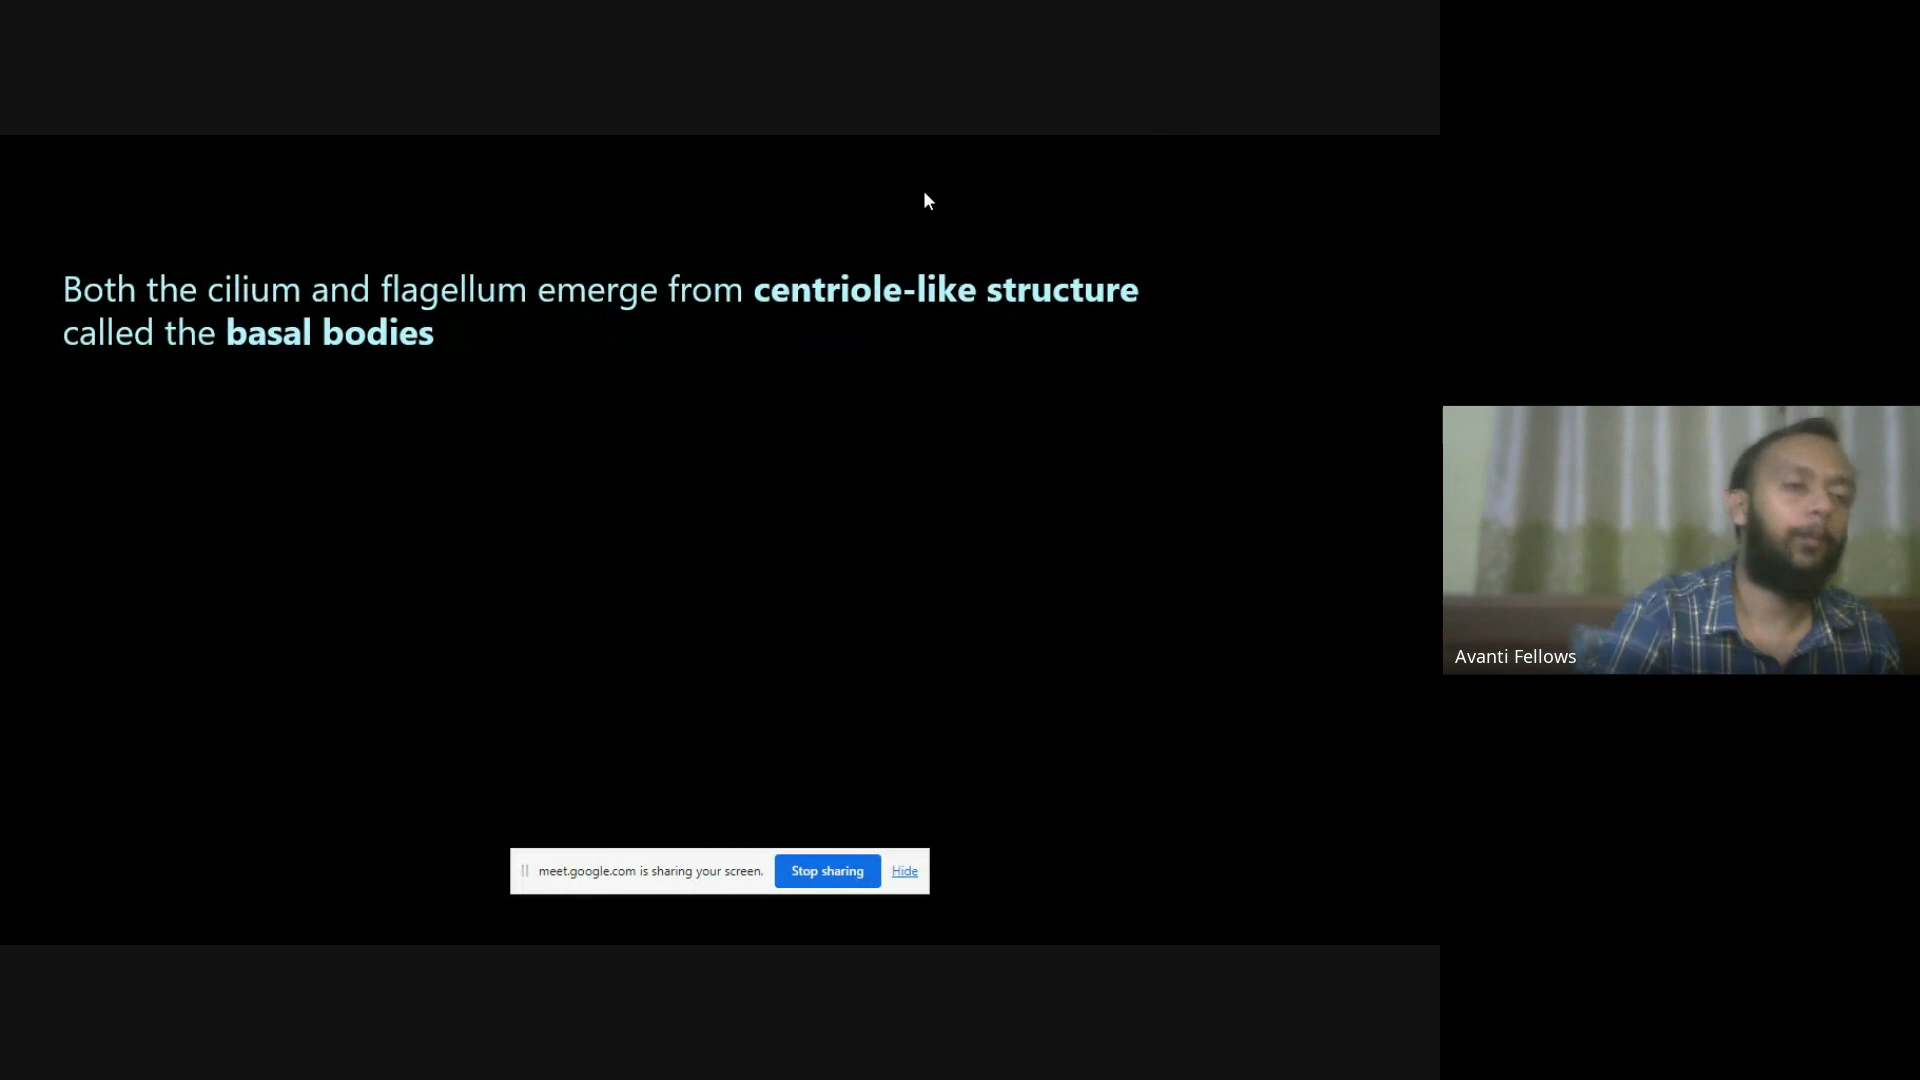 Both the cilium and flagellum emerge from centriole-like structure
called the basal bodies
Avanti Fellows
meet.google.com is sharing your screen. Stop sharing Hide